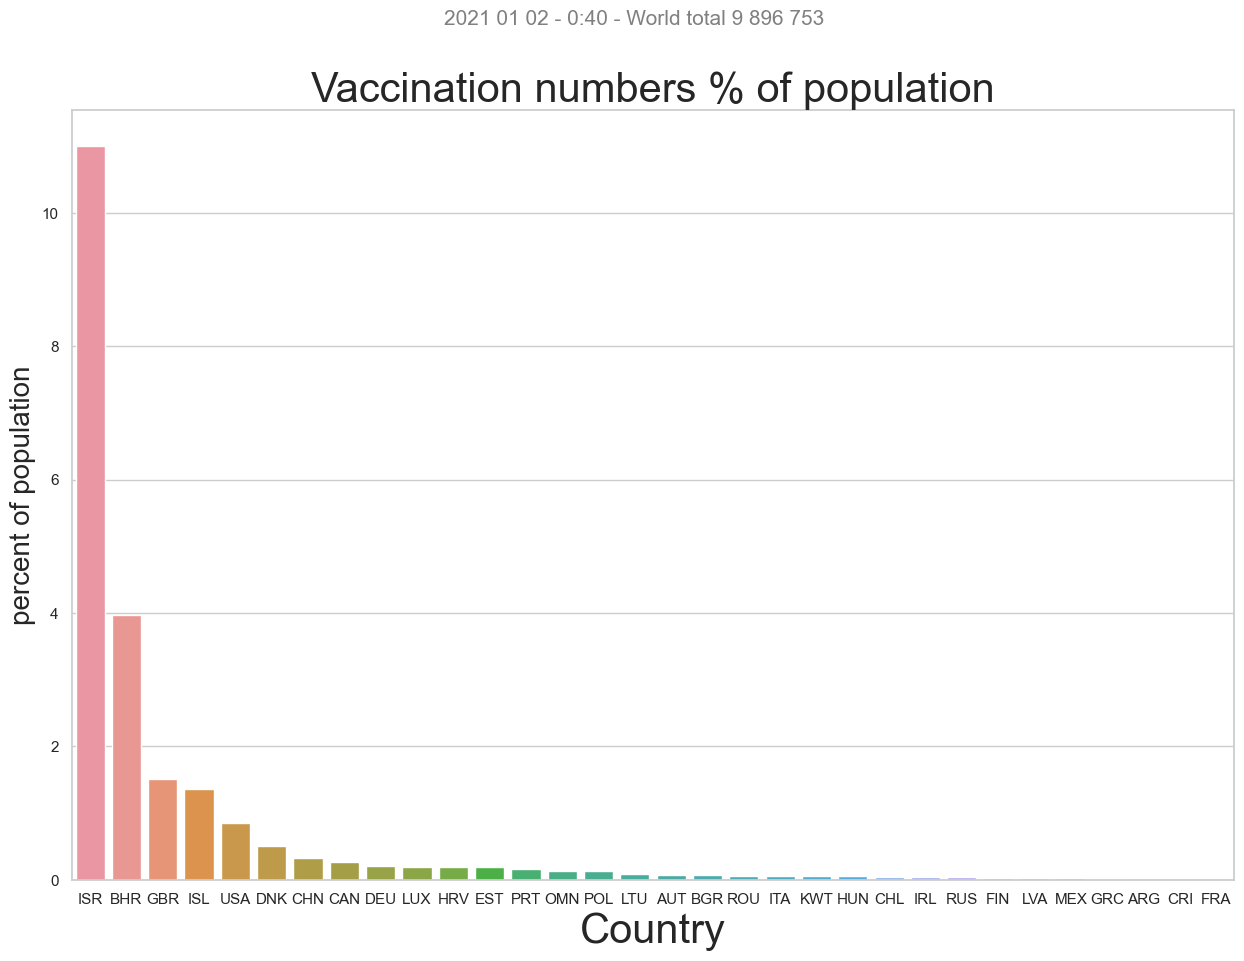 2021 01 02 - 0:40 - World total 9 896 753
Vaccination numbers % of population
percent of population
10
8
6
4
2
0
ISR BHR GBR ISL USA DNK CHN CAN DEU LUX HRV EST PRT OMN POL LTU AUT BGR ROU ITA KWT HUN CHL IRL RUS FIN LVA MEX GRC ARG CRI FRA
Country